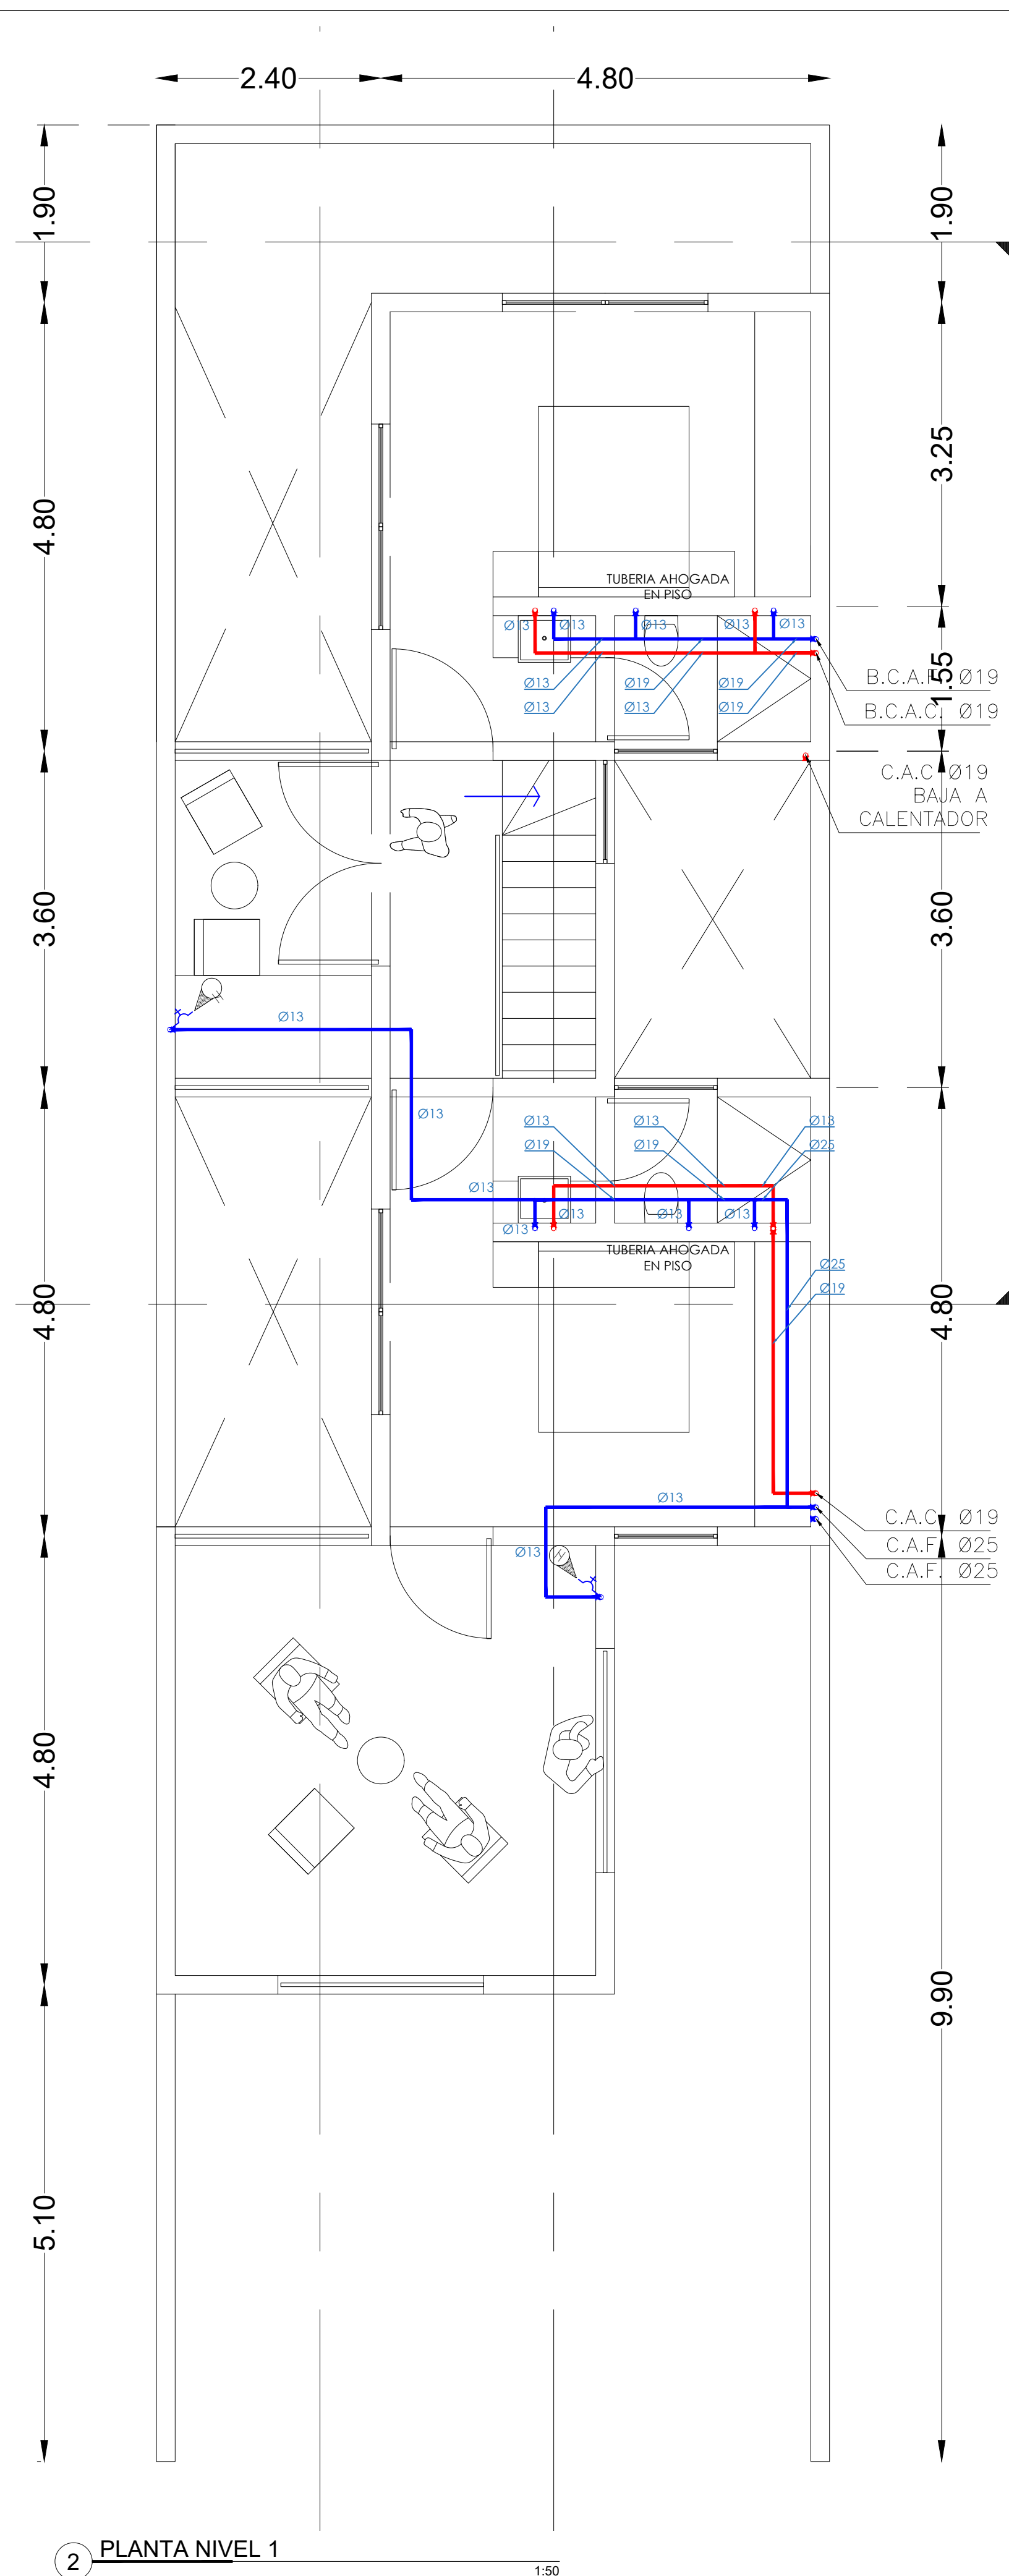 2.40
4.80
1.90
1.90
4.80
3.25
TUBERIA AHOGADA
EN PISO
Ø13
Ø13
Ø13
Ø13
Ø13
1.55
B.C.A.F. Ø19
Ø13
Ø19
Ø19
Ø13
Ø13
Ø19
B.C.A.C. Ø19
C.A.C Ø19
BAJA A
CALENTADOR
3.60
3.60
Ø13
Ø13
Ø13
Ø13
Ø13
Ø19
Ø19
Ø25
Ø13
Ø13
Ø13
Ø13
Ø13
TUBERIA AHOGADA
EN PISO
Ø25
Ø19
4.80
4.80
Ø13
C.A.C. Ø19
C.A.F. Ø25
C.A.F. Ø25
Ø13
4.80
9.90
5.10
2
PLANTA NIVEL 1
1:50